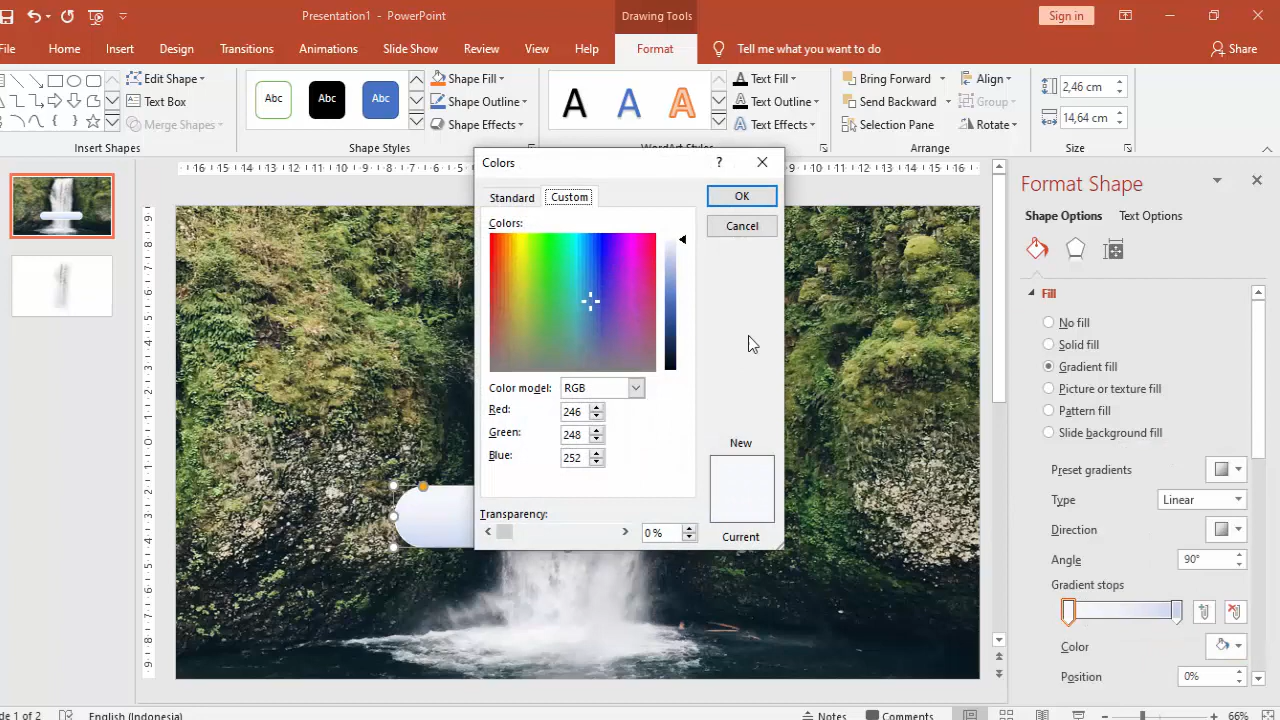 Presentation1 - PowerPoint
Drawing Tools
Sign in
File
Home
Insert
Design
Transitions
Animations
Slide Show
Review
View
Help
Format
Tell me what you want to do
Share
Edit Shape
Text Box
Merge Shapes
Insert Shapes
Abc
Abc
Abc
Shape Fill
Shape Outline
Shape Effects
Shape Styles
A
A
A
Text Fill
Text Outline
Text Effects
WordArt Styles
Bring Forward
Send Backward
Selection Pane
Align
Group
Rotate
Arrange
2,46 cm
14,64 cm
Size
Colors
?
Standard
Custom
OK
Cancel
Colors:
Color model:
RGB
Red:
246
Green:
248
Blue:
252
New
Current
Transparency:
0 %
Format Shape
Shape Options
Text Options
Fill
No fill
Solid fill
Gradient fill
Picture or texture fill
Pattern fill
Slide background fill
Preset gradients
Type
Linear
Direction
Angle
90°
Gradient stops
Color
Position
0%
de 1 of 2
English (Indonesia)
Notes
Comments
66%